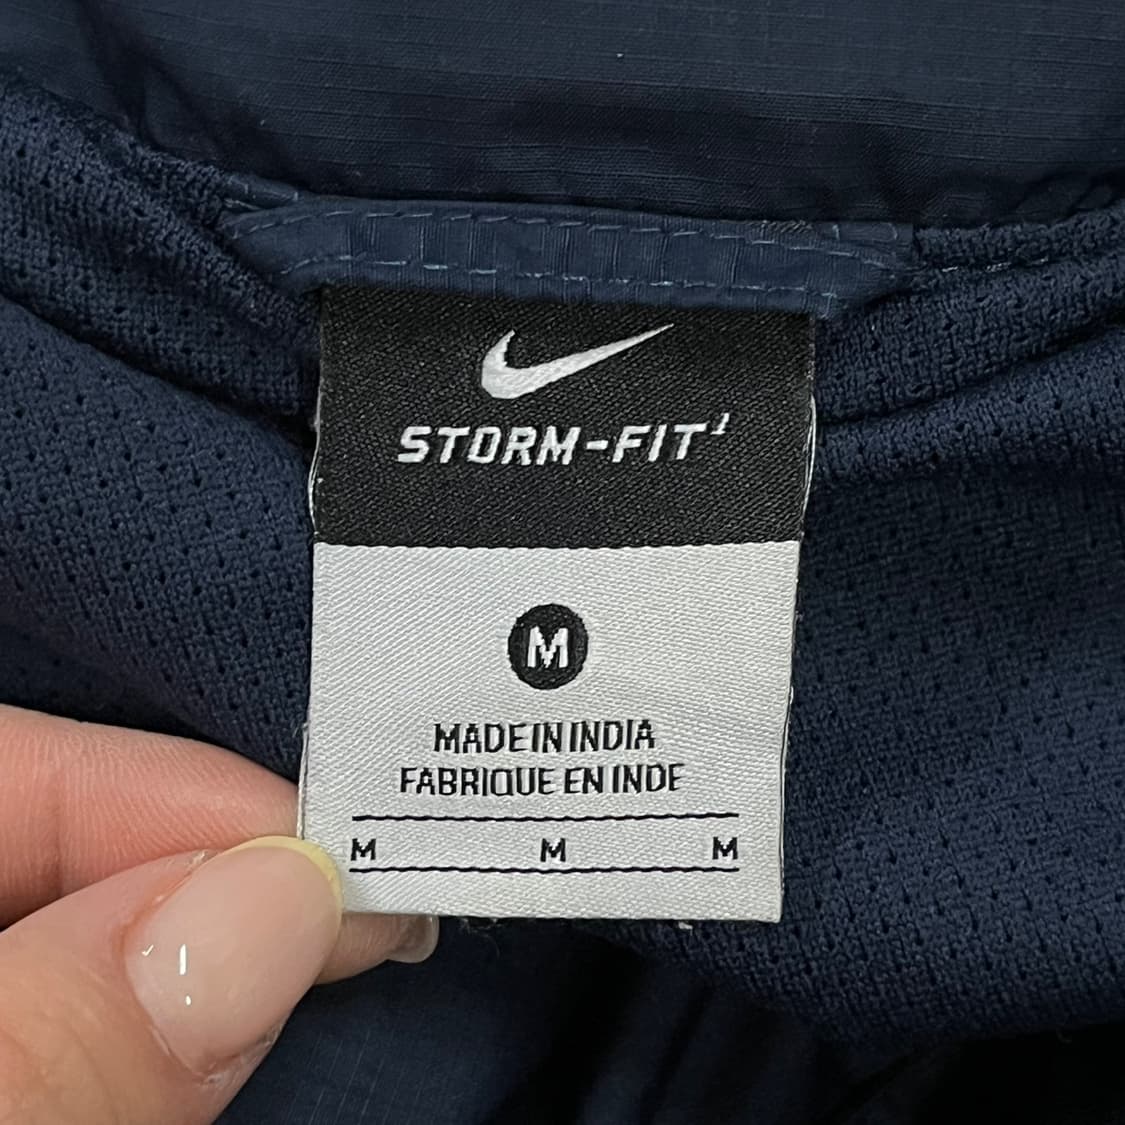 STORM-FIT¹
M
MADE IN INDIA
FABRIQUE EN INDE
M M M